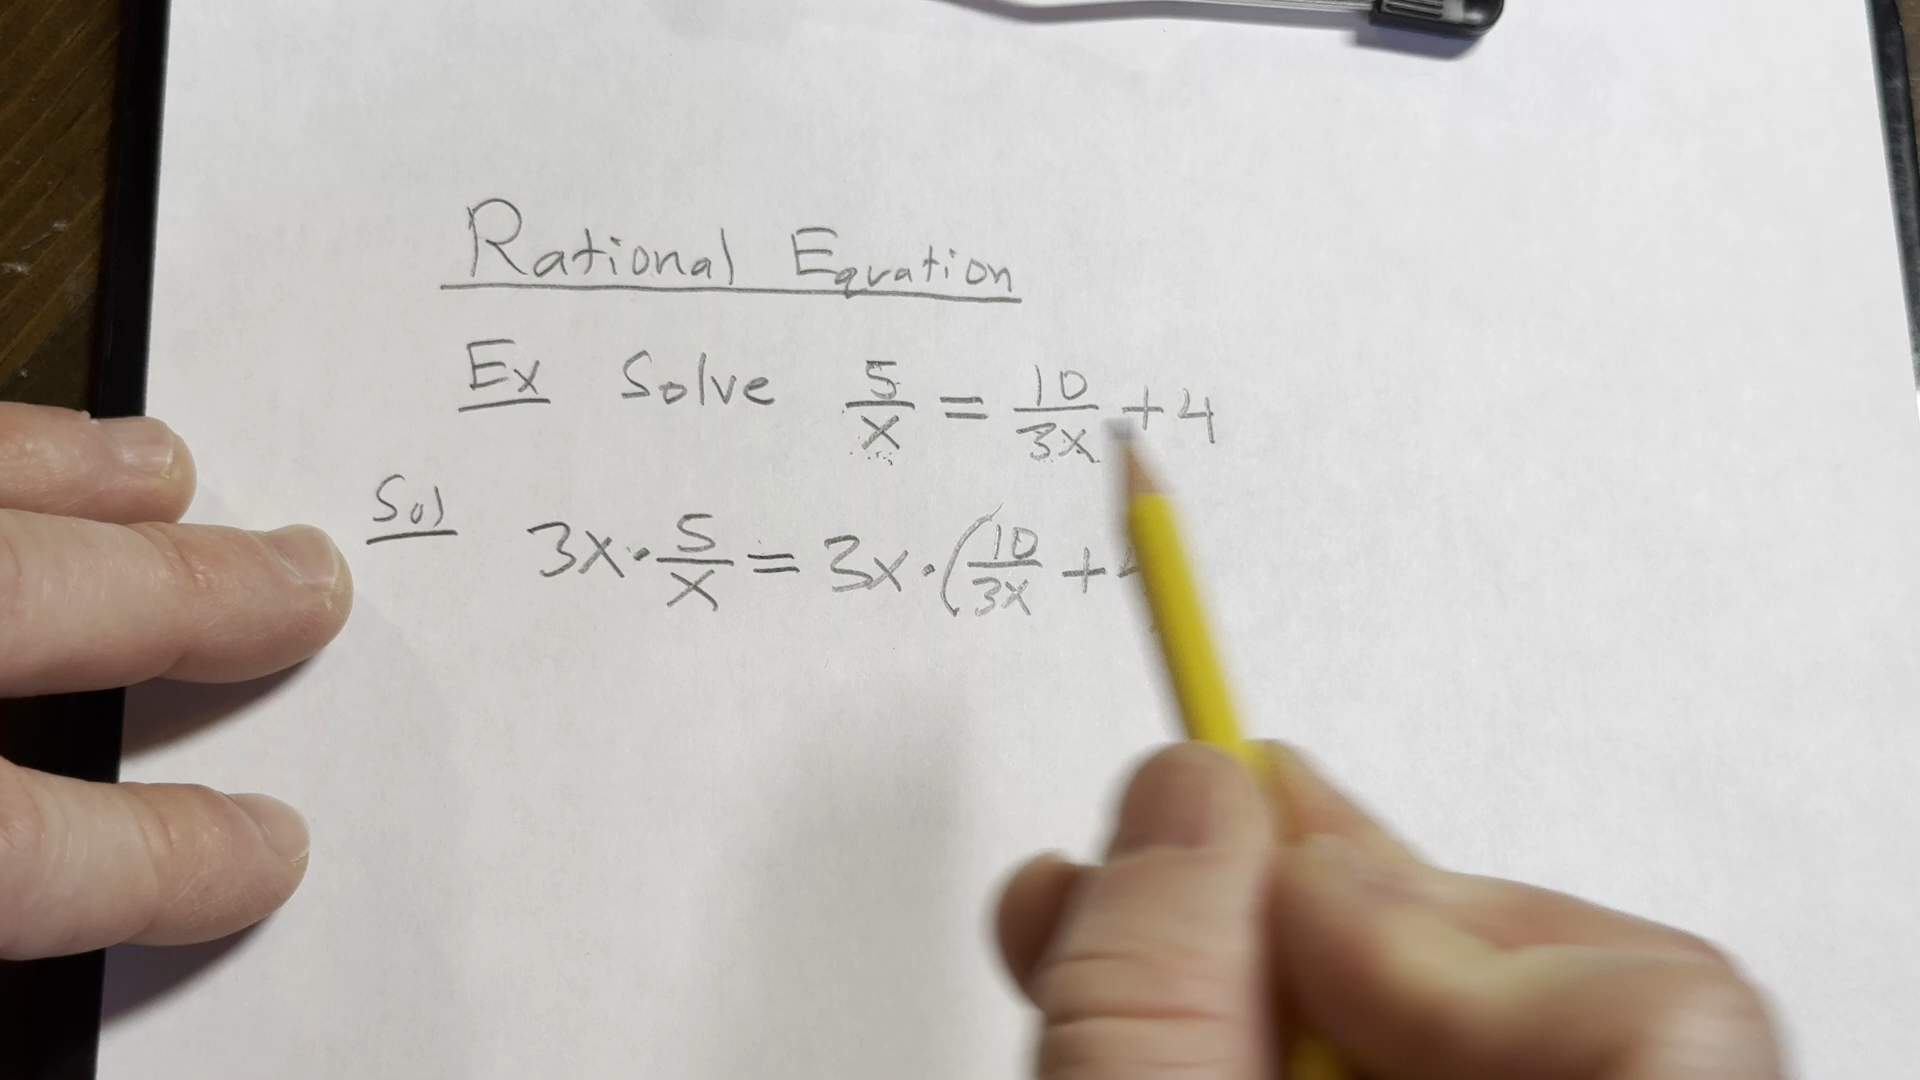 Rational Equation
Ex Solve 5/x = 10/3x + 4
Sol 3x · 5/x = 3x · (10/3x +